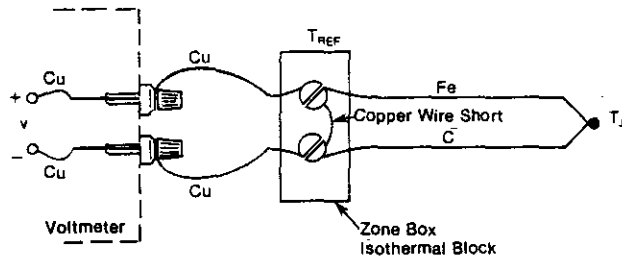 Cu
Cu
T_REF
+
v
–
Cu
Cu
Fe
Copper Wire Short
C
T_J
Voltmeter
Zone Box
Isothermal Block